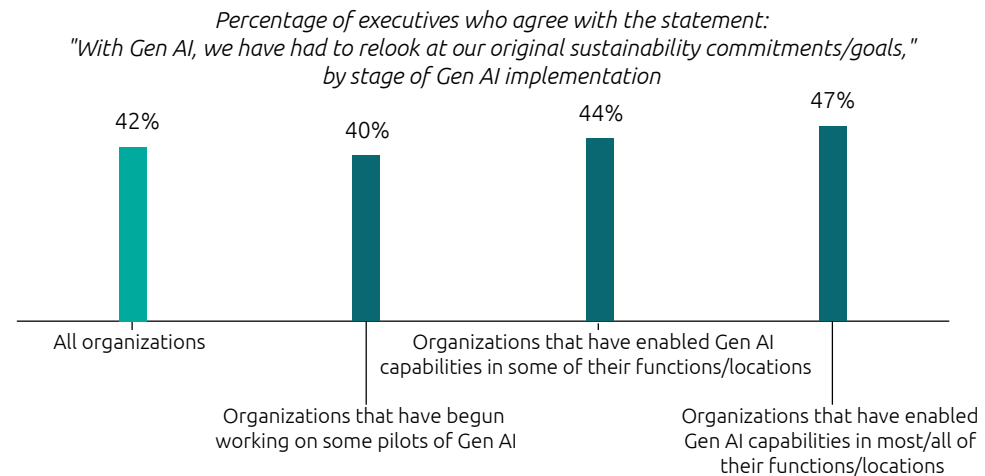 Percentage of executives who agree with the statement:
"With Gen AI, we have had to relook at our original sustainability commitments/goals,"
by stage of Gen AI implementation
42%
40%
44%
47%
All organizations
Organizations that have begun
working on some pilots of Gen AI
Organizations that have enabled Gen AI
capabilities in some of their functions/locations
Organizations that have enabled
Gen AI capabilities in most/all of
their functions/locations